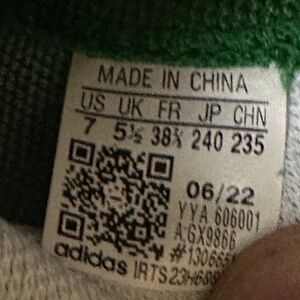 MADE IN CHINA
US UK FR JP CHN
7 5½ 38⅔ 240 235
06/22
YYA 606001
A:GX9866
adidas